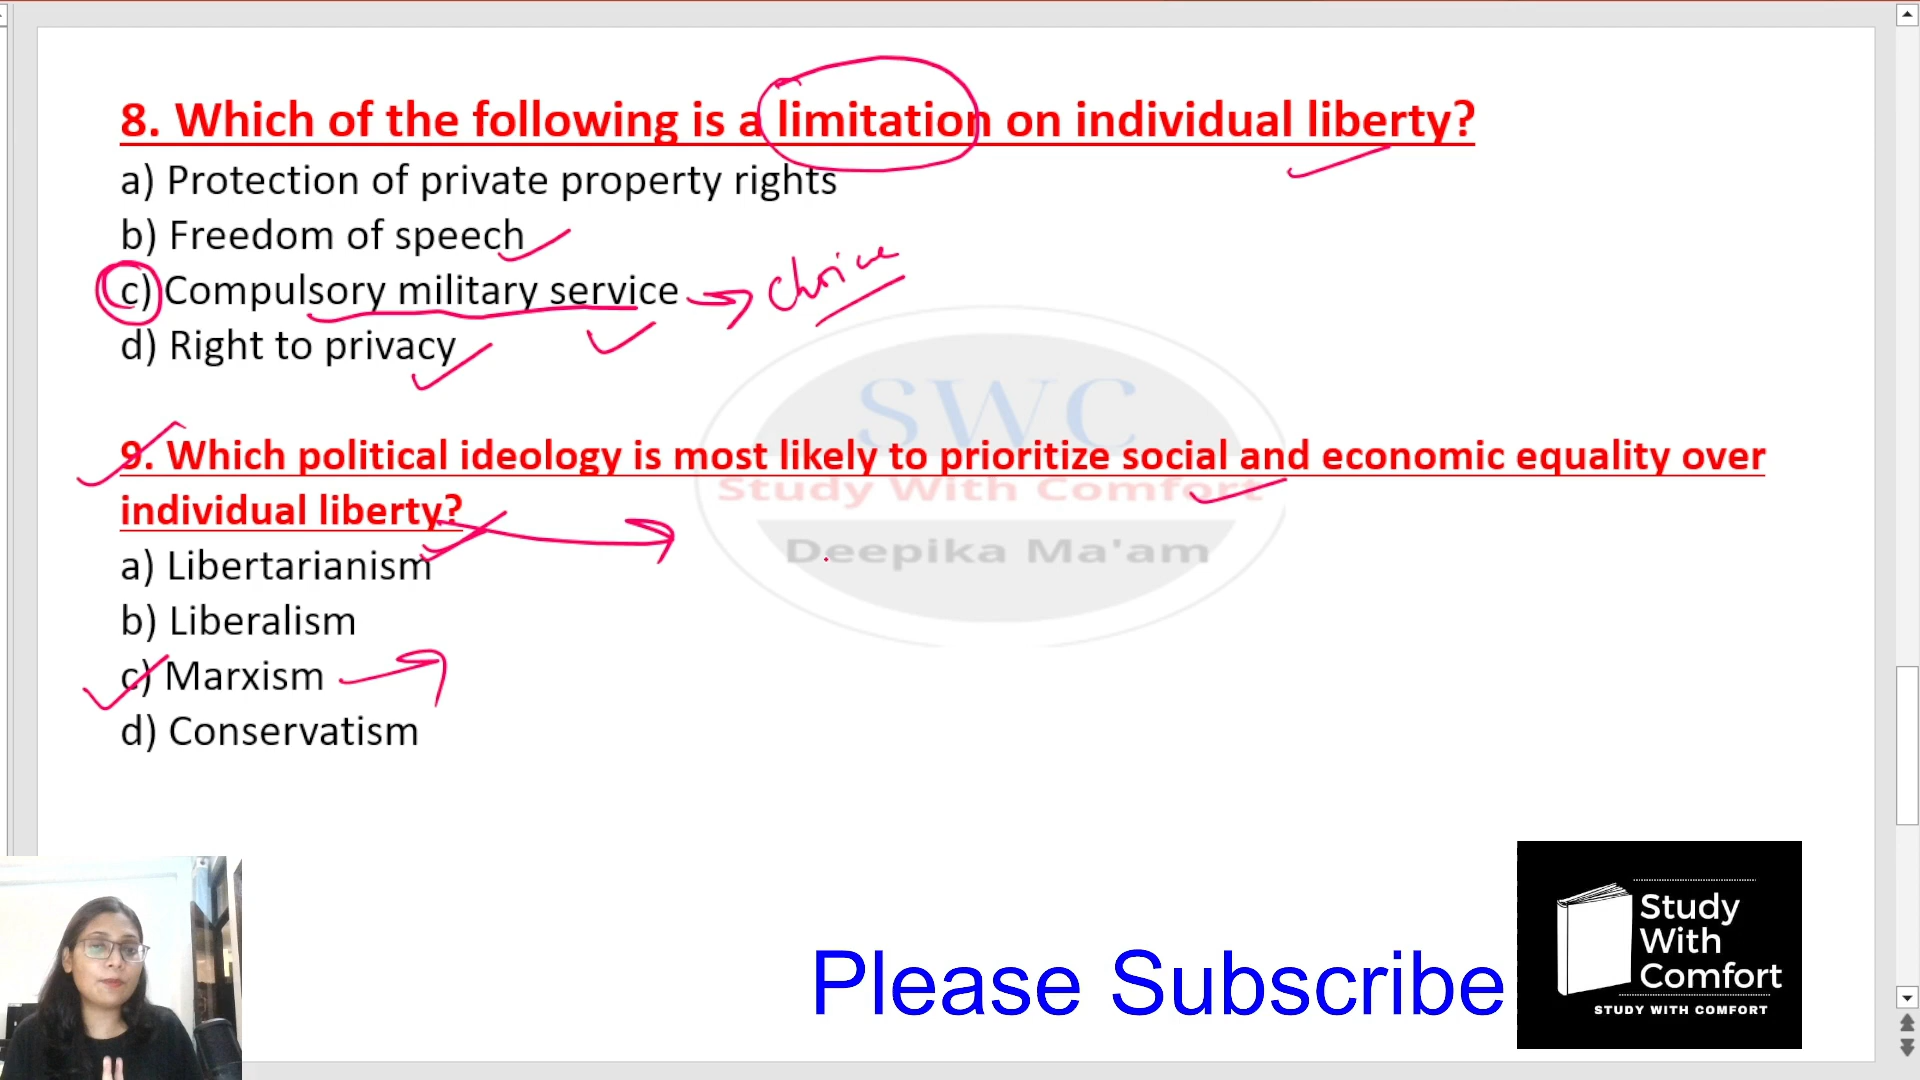 8. Which of the following is a limitation on individual liberty?
a) Protection of private property rights
b) Freedom of speech
c) Compulsory military service
choice
d) Right to privacy
SWC
9. Which political ideology is most likely to prioritize social and economic equality over
Study With Comfort
individual liberty?
Deepika Ma'am
a) Libertarianism
b) Liberalism
c) Marxism
d) Conservatism
Please Subscribe
Study
With
Comfort
STUDY WITH COMFORT